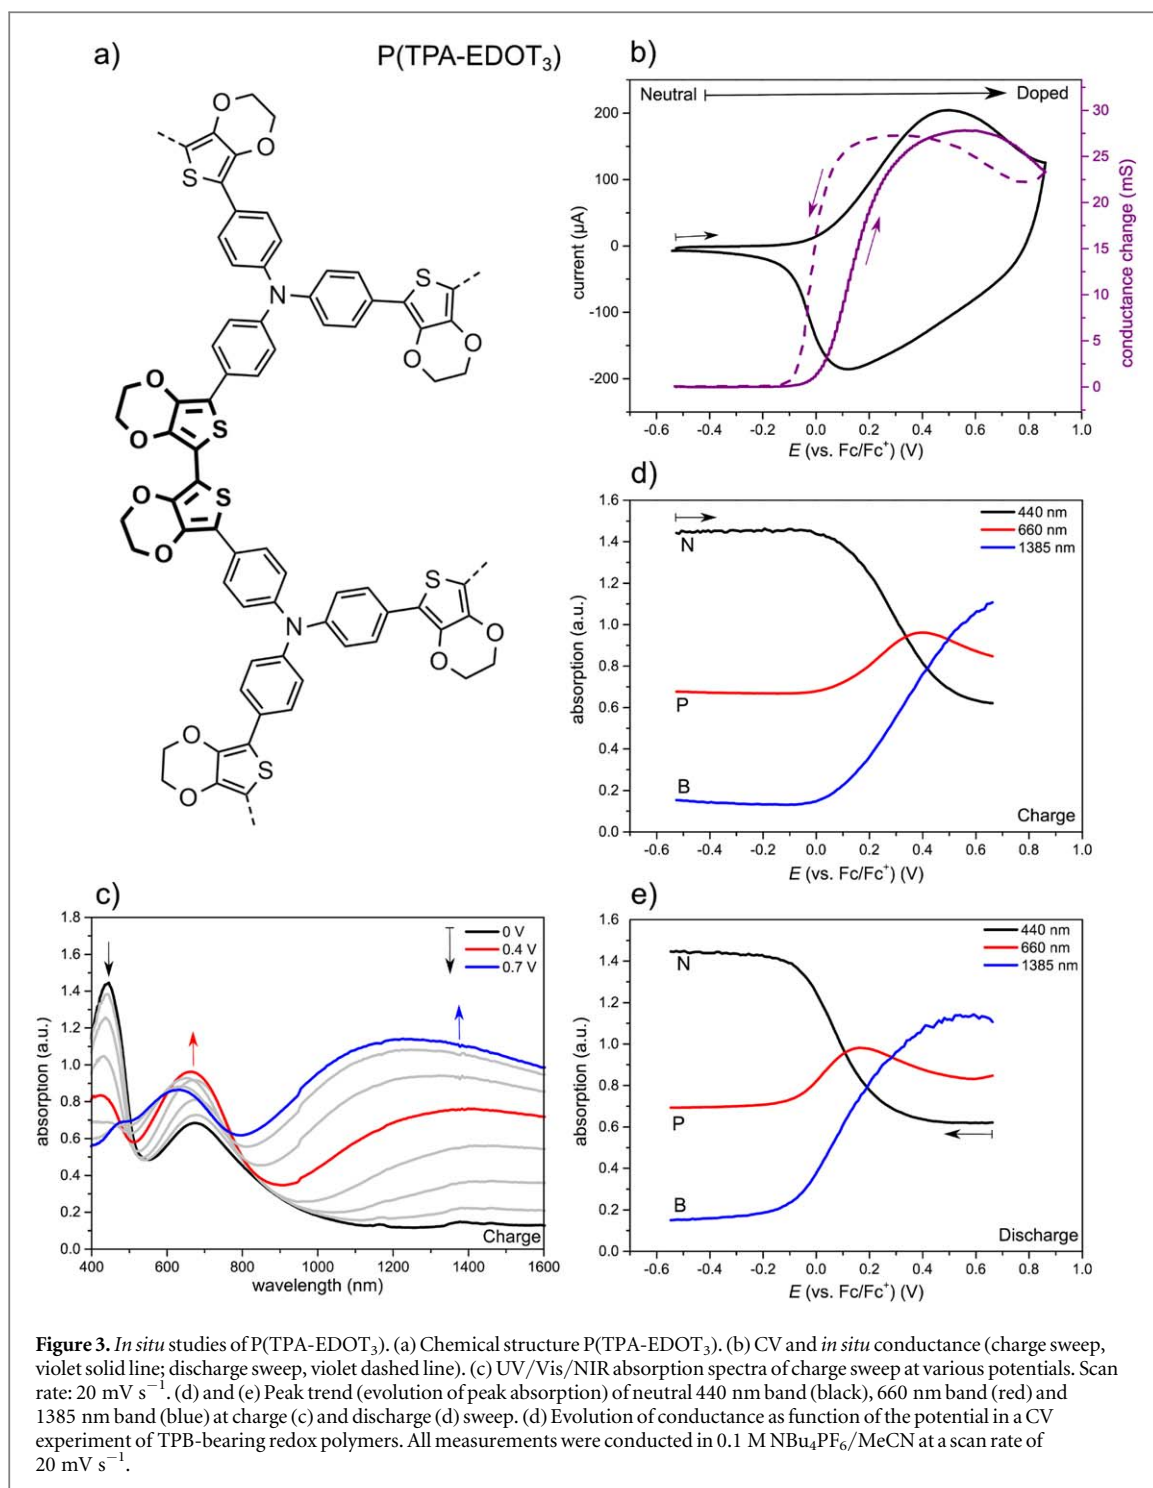 a)
P(TPA-EDOT3)
O
O
S
N
S
O
O
O
O
S
O
O
S
N
S
O
O
O
O
S
b)
Neutral
Doped
200
100
0
-100
-200
current (µA)
30
25
20
15
10
5
0
conductance change (mS)
-0.6 -0.4 -0.2 0.0 0.2 0.4 0.6 0.8 1.0
E (vs. Fc/Fc+) (V)
d)
1.6
1.4
1.2
1.0
0.8
0.6
0.4
0.2
0.0
absorption (a.u.)
440 nm
660 nm
1385 nm
N
P
B
Charge
-0.6 -0.4 -0.2 0.0 0.2 0.4 0.6 0.8 1.0
E (vs. Fc/Fc+) (V)
c)
1.8
1.6
1.4
1.2
1.0
0.8
0.6
0.4
0.2
0.0
absorption (a.u.)
0 V
0.4 V
0.7 V
Charge
400 600 800 1000 1200 1400 1600
wavelength (nm)
e)
1.6
1.4
1.2
1.0
0.8
0.6
0.4
0.2
0.0
absorption (a.u.)
440 nm
660 nm
1385 nm
N
P
B
Discharge
-0.6 -0.4 -0.2 0.0 0.2 0.4 0.6 0.8 1.0
E (vs. Fc/Fc+) (V)
Figure 3. In situ studies of P(TPA-EDOT3). (a) Chemical structure P(TPA-EDOT3). (b) CV and in situ conductance (charge sweep,
violet solid line; discharge sweep, violet dashed line). (c) UV/Vis/NIR absorption spectra of charge sweep at various potentials. Scan
rate: 20 mV s−1. (d) and (e) Peak trend (evolution of peak absorption) of neutral 440 nm band (black), 660 nm band (red) and
1385 nm band (blue) at charge (c) and discharge (d) sweep. (d) Evolution of conductance as function of the potential in a CV
experiment of TPB-bearing redox polymers. All measurements were conducted in 0.1 M NBu4PF6/MeCN at a scan rate of
20 mV s−1.